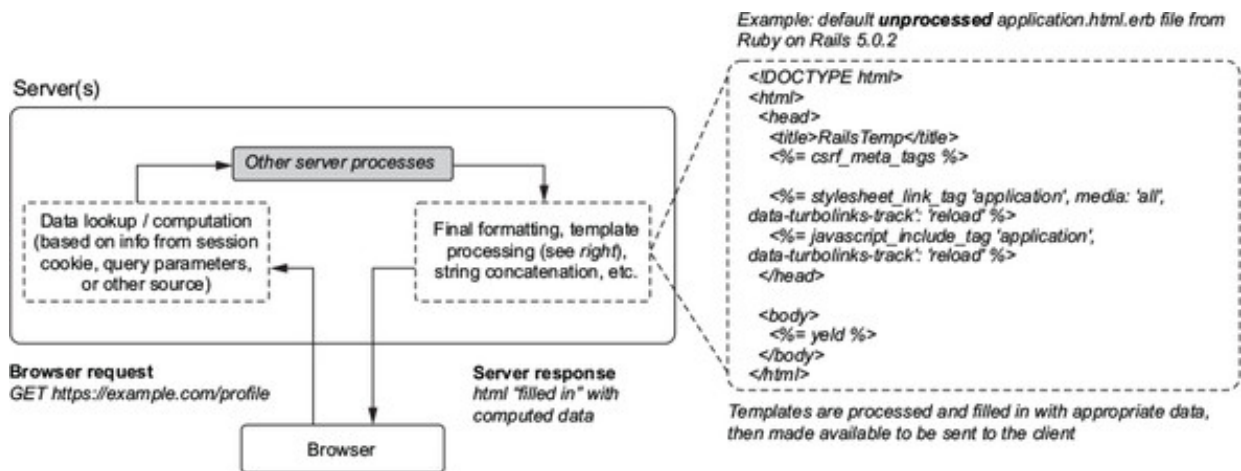 Example: default unprocessed application.html.erb file from
Ruby on Rails 5.0.2
Server(s)
Other server processes
Data lookup / computation
(based on info from session
cookie, query parameters,
or other source)
Final formatting, template
processing (see right),
string concatenation, etc.
<!DOCTYPE html>
<html>
<head>
<title>RailsTemp</title>
<%= csrf_meta_tags %>
<%= stylesheet_link_tag 'application', media: 'all',
data-turbolinks-track': 'reload' %>
<%= javascript_include_tag 'application',
data-turbolinks-track': 'reload' %>
</head>
<body>
<%= yeld %>
</body>
</html>
Browser request
GET https://example.com/profile
Server response
html "filled in" with
computed data
Browser
Templates are processed and filled in with appropriate data,
then made available to be sent to the client